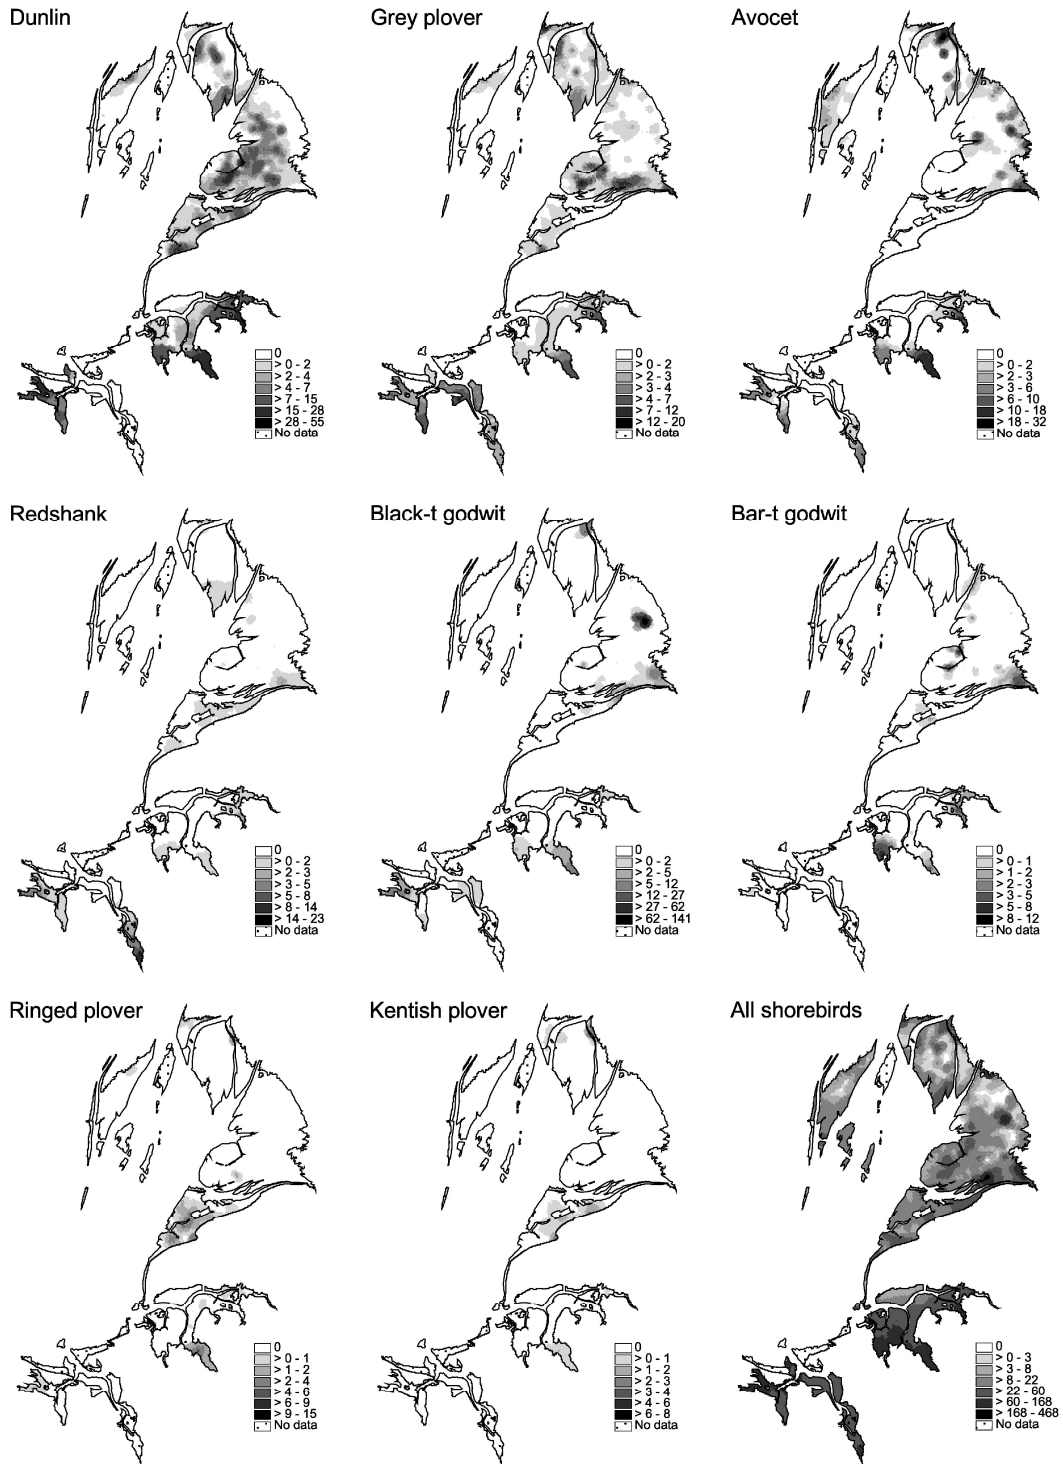 Dunlin
Grey plover
Avocet
0
> 0 - 2
> 2 - 4
> 4 - 7
> 7 - 15
> 15 - 28
> 28 - 55
No data
0
> 0 - 2
> 2 - 3
> 3 - 4
> 4 - 7
> 7 - 12
> 12 - 20
No data
0
> 0 - 2
> 2 - 3
> 3 - 6
> 6 - 10
> 10 - 18
> 18 - 32
No data
Redshank
Black-t godwit
Bar-t godwit
0
> 0 - 2
> 2 - 3
> 3 - 5
> 5 - 8
> 8 - 14
> 14 - 23
No data
0
> 0 - 2
> 2 - 5
> 5 - 12
> 12 - 27
> 27 - 62
> 62 - 141
No data
0
> 0 - 1
> 1 - 2
> 2 - 3
> 3 - 5
> 5 - 8
> 8 - 12
No data
Ringed plover
Kentish plover
All shorebirds
0
> 0 - 1
> 1 - 2
> 2 - 4
> 4 - 6
> 6 - 9
> 9 - 15
No data
0
> 0 - 1
> 1 - 2
> 2 - 3
> 3 - 4
> 4 - 6
> 6 - 8
No data
0
> 0 - 3
> 3 - 8
> 8 - 22
> 22 - 60
> 60 - 168
> 168 - 468
No data